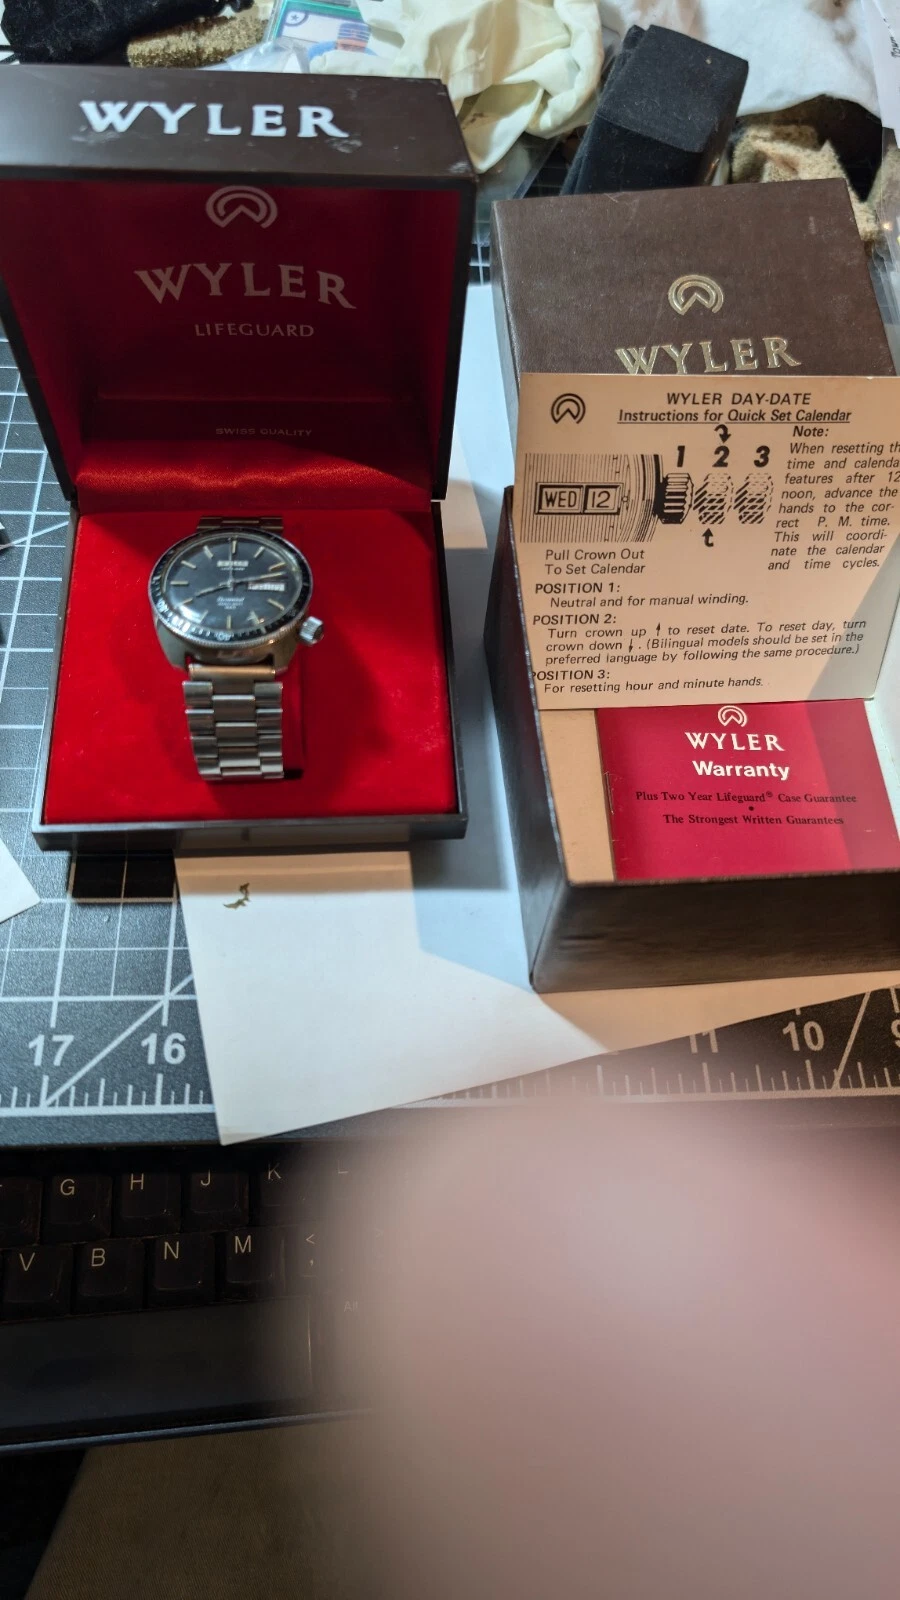 WYLER
WYLER
LIFEGUARD
SWISS QUALITY
WYLER
WYLER DAY-DATE
Instructions for Quick Set Calendar
1 2 3
WED 12
Pull Crown Out
To Set Calendar
Note:
When resetting th
time and calenda
features after 12
noon, advance the
hands to the cor-
rect P. M. time.
This will coordi-
nate the calendar
and time cycles.
POSITION 1:
Neutral and for manual winding.
POSITION 2:
Turn crown up to reset date. To reset day, turn
crown down . (Bilingual models should be set in the
preferred language by following the same procedure.)
POSITION 3:
For resetting hour and minute hands.
WYLER
Warranty
Plus Two Year Lifeguard® Case Guarantee
•
The Strongest Written Guarantees
17 16 11 10 9
G H J K L
V B N M < ,